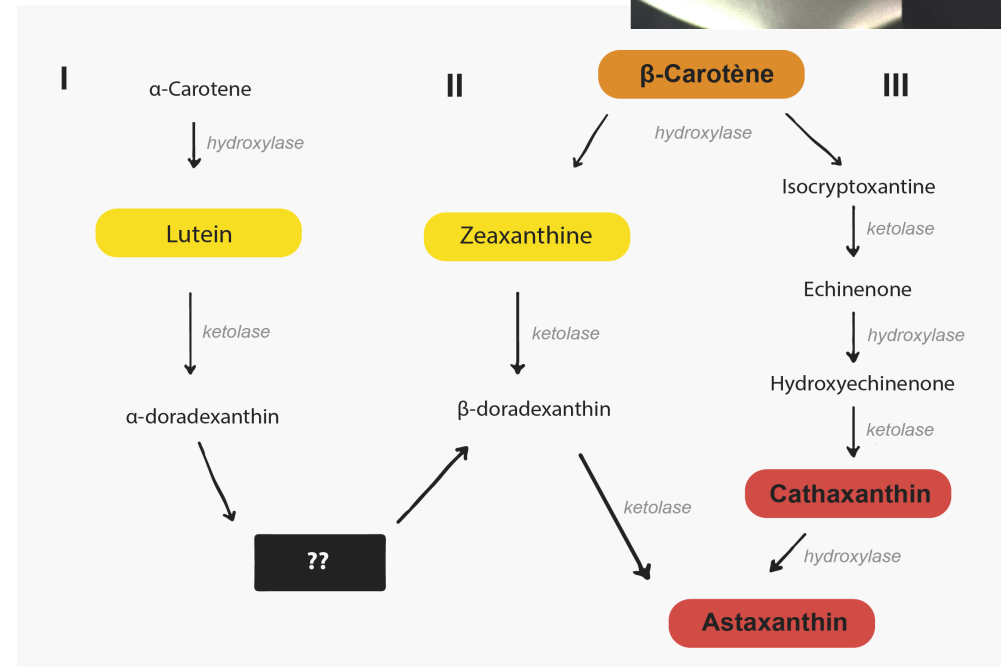 I
α-Carotene
hydroxylase
Lutein
ketolase
α-doradexanthin
??
II
β-Carotène
hydroxylase
Zeaxanthine
ketolase
β-doradexanthin
ketolase
III
Isocryptoxantine
ketolase
Echinenone
hydroxylase
Hydroxyechinenone
ketolase
Cathaxanthin
hydroxylase
Astaxanthin